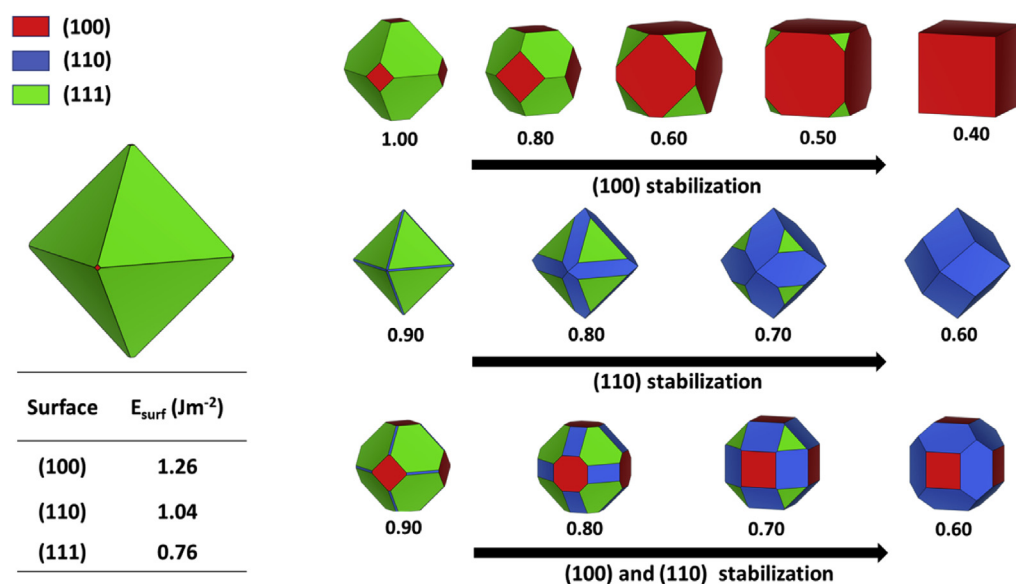 (100)
(110)
(111)
1.00 0.80 0.60 0.50 0.40
(100) stabilization
0.90 0.80 0.70 0.60
(110) stabilization
Surface E_surf (Jm⁻²)
(100) 1.26
(110) 1.04
(111) 0.76
0.90 0.80 0.70 0.60
(100) and (110) stabilization